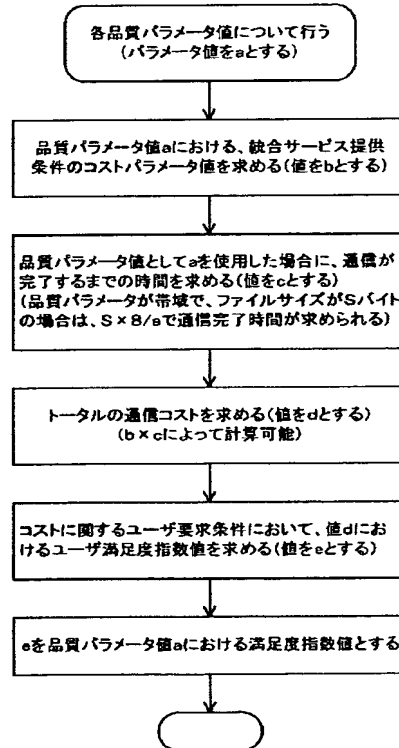 各品質パラメータ値について行う
(パラメータ値をaとする)
品質パラメータ値aにおける、統合サービス提供
条件のコストパラメータ値を求める(値をbとする)
品質パラメータ値としてaを使用した場合に、通信が
完了するまでの時間を求める(値をcとする)
(品質パラメータが帯域で、ファイルサイズがSバイト
の場合は、S×8/aで通信完了時間が求められる)
トータルの通信コストを求める(値をdとする)
(b×cによって計算可能)
コストに関するユーザ要求条件において、値dにお
けるユーザ満足度指数値を求める(値をeとする)
eを品質パラメータ値aにおける満足度指数値とする